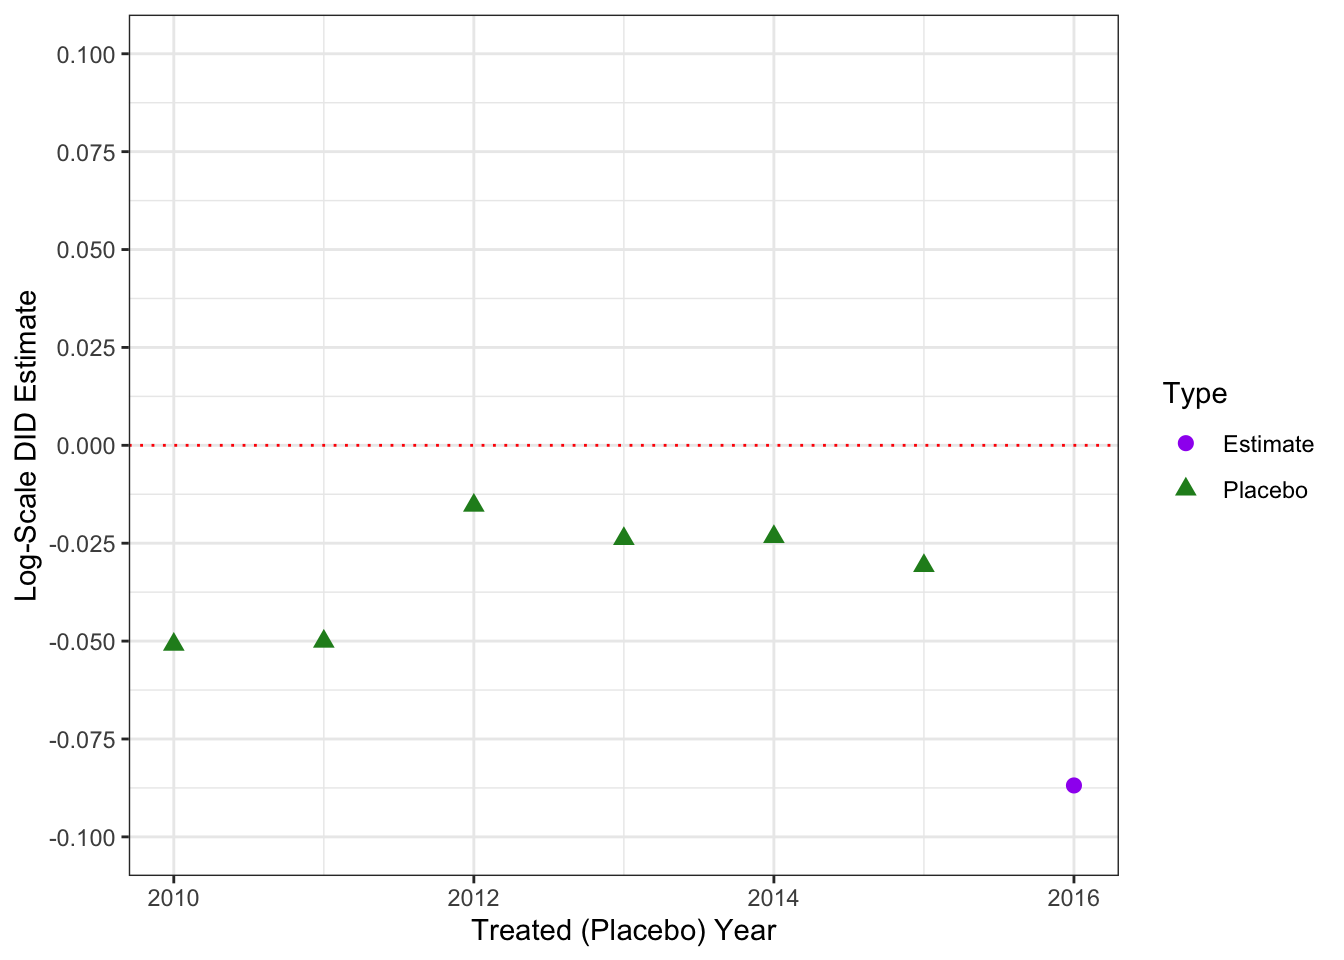 0.100
0.075
0.050
0.025
0.000
-0.025
-0.050
-0.075
-0.100
Log-Scale DID Estimate
2010 2012 2014 2016
Treated (Placebo) Year
Type
Estimate
Placebo